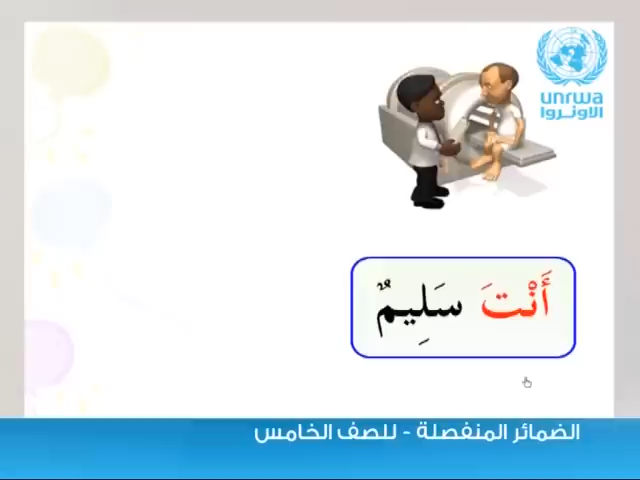 unrwa
الاونروا
أَنْتَ سَلِيمٌ
الضمائر المنفصلة - للصف الخامس